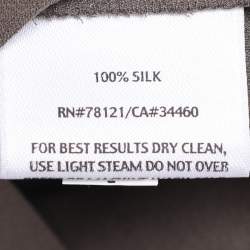 100% SILK
RN#78121/CA#34460
FOR BEST RESULTS DRY CLEAN,
USE LIGHT STEAM DO NOT OVER